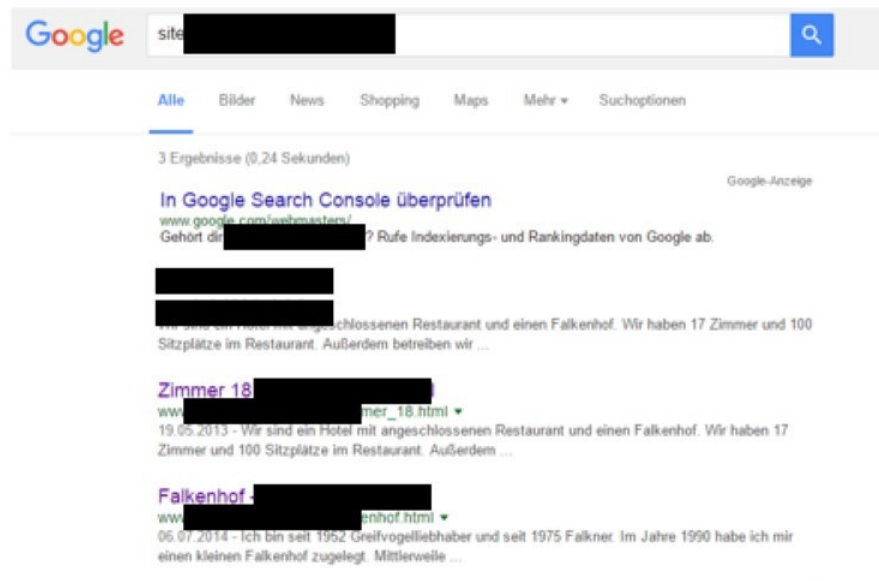 Google site
Alle Bilder News Shopping Maps Mehr Suchoptionen
3 Ergebnisse (0,24 Sekunden)
Google-Anzeige
In Google Search Console überprüfen
www.google.com/webmasters/
Gehört dir ? Rufe Indexierungs- und Rankingdaten von Google ab.
Wir sind ein Hotel mit angeschlossenen Restaurant und einen Falkenhof. Wir haben 17 Zimmer und 100
Sitzplätze im Restaurant. Außerdem betreiben wir ...
Zimmer 18
www mer_18.html
19.05.2013 - Wir sind ein Hotel mit angeschlossenen Restaurant und einen Falkenhof. Wir haben 17
Zimmer und 100 Sitzplätze im Restaurant. Außerdem ...
Falkenhof -
www enhof.html
06.07.2014 - Ich bin seit 1952 Greifvogelliebhaber und seit 1975 Falkner. Im Jahre 1990 habe ich mir
einen kleinen Falkenhof zugelegt. Mittlerweile ...